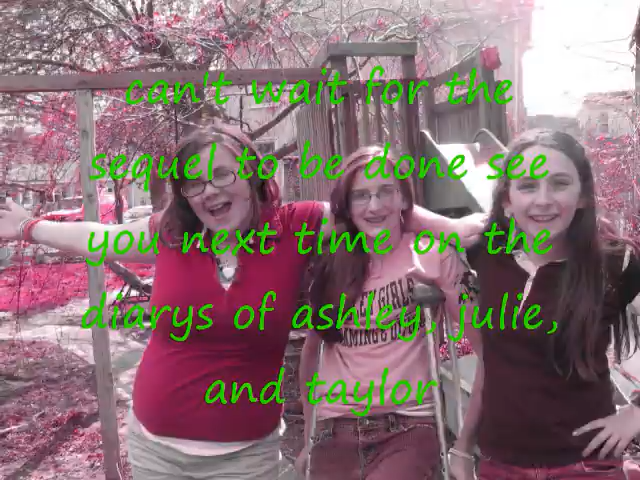 can't wait for the
sequel to be done see
you next time on the
diarys of ashley, julie,
and taylor
GIRLS